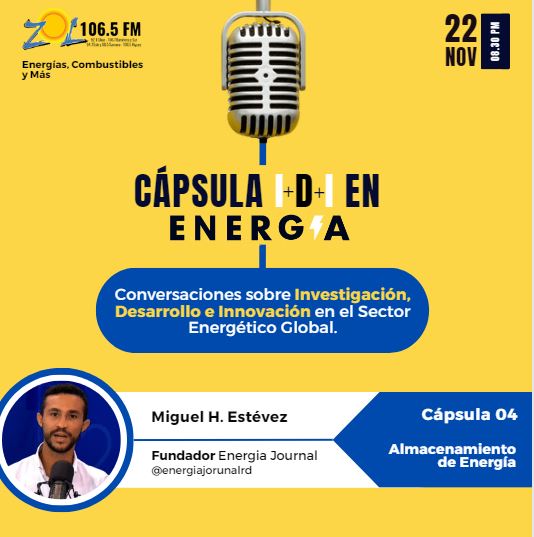 ZOL 106.5 FM
Energías, Combustibles
y Más
22
NOV
08.30 PM
CÁPSULA I+D+I EN
ENERGÍA
Conversaciones sobre Investigación,
Desarrollo e Innovación en el Sector
Energético Global.
Miguel H. Estévez
Fundador Energia Journal
@energiajorunalrd
Cápsula 04
Almacenamiento
de Energía